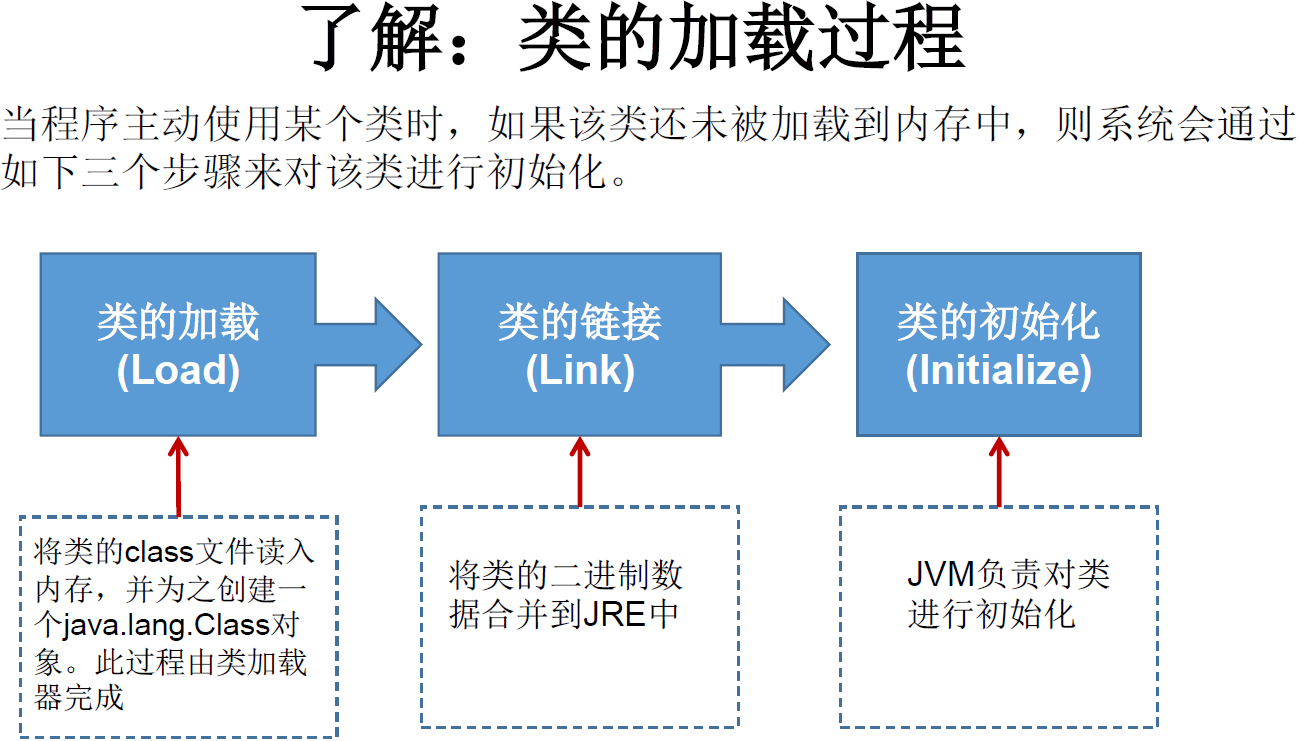 了解：类的加载过程
当程序主动使用某个类时，如果该类还未被加载到内存中，则系统会通过
如下三个步骤来对该类进行初始化。
类的加载
(Load)
类的链接
(Link)
类的初始化
(Initialize)
将类的class文件读入
内存，并为之创建一
个java.lang.Class对
象。此过程由类加载
器完成
将类的二进制数
据合并到JRE中
JVM负责对类
进行初始化